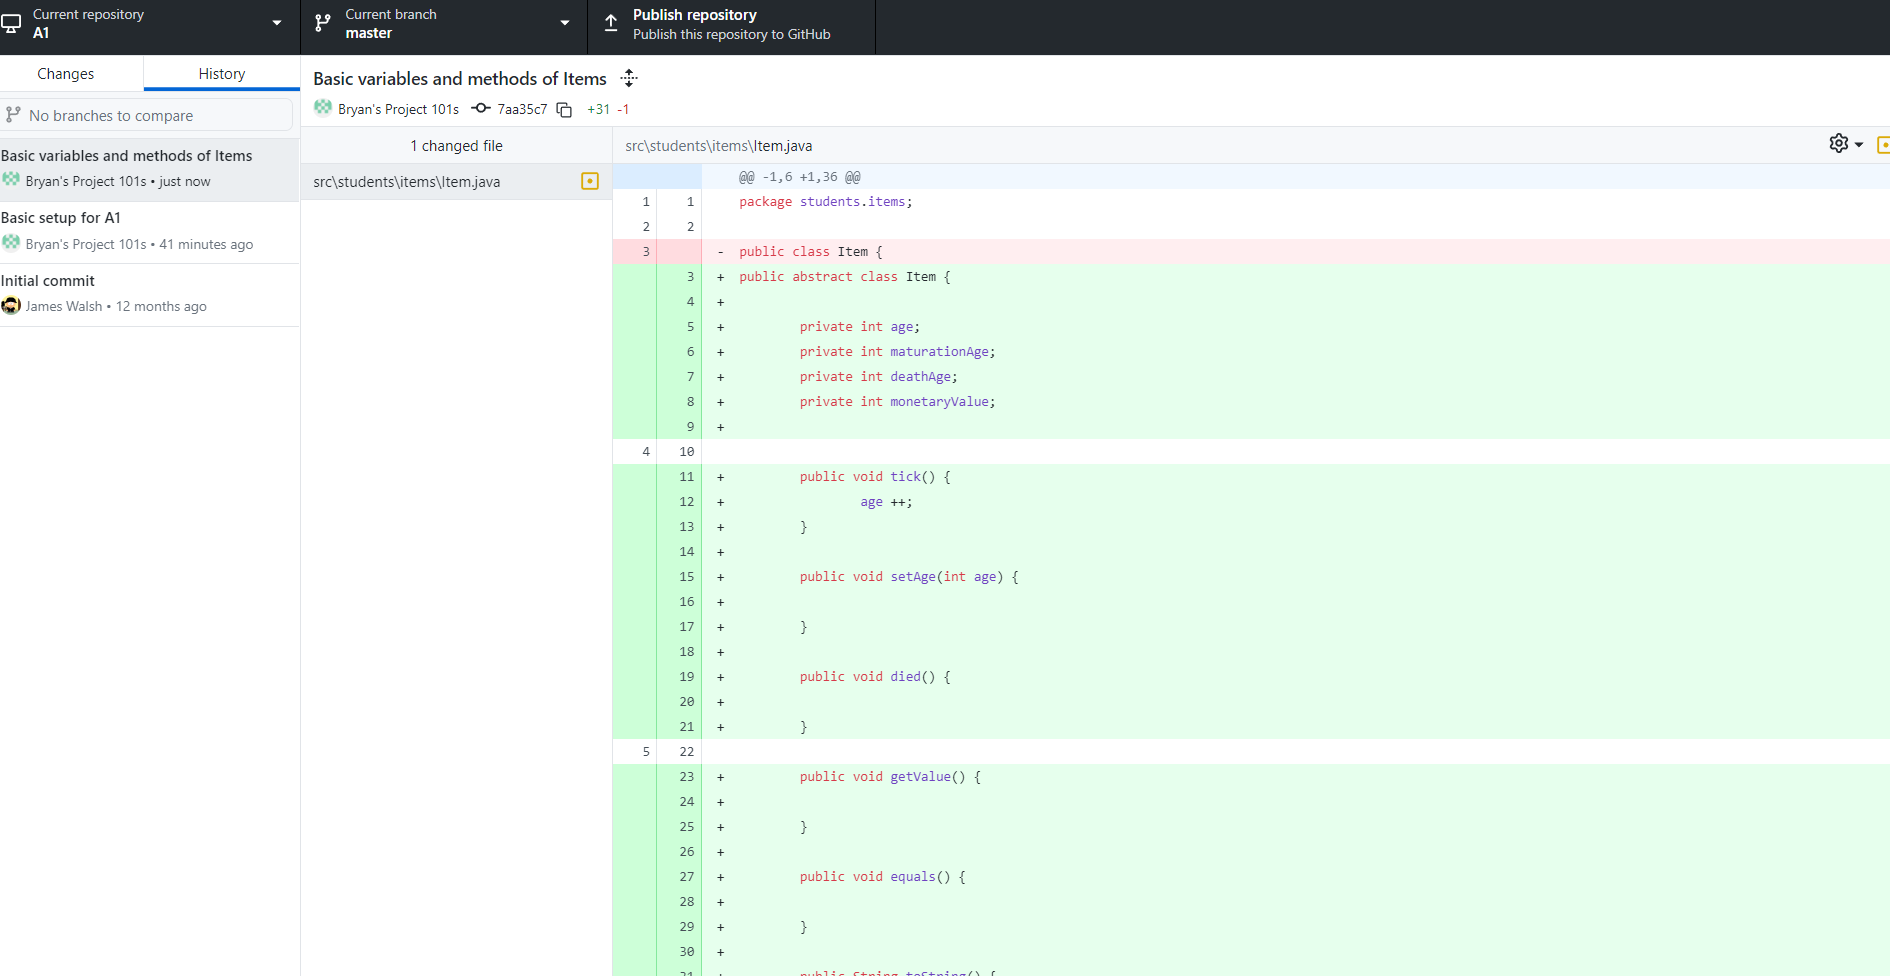 Current repository
A1
Current branch
master
Publish repository
Publish this repository to GitHub
Changes
History
No branches to compare
Basic variables and methods of Items
Bryan's Project 101s • just now
Basic setup for A1
Bryan's Project 101s • 41 minutes ago
Initial commit
James Walsh • 12 months ago
Basic variables and methods of Items
Bryan's Project 101s 7aa35c7 +31 -1
1 changed file
src\students\items\Item.java
src\students\items\Item.java
@@ -1,6 +1,36 @@
1 1 package students.items;
2 2
3 - public class Item {
3 + public abstract class Item {
4 +
5 + private int age;
6 + private int maturationAge;
7 + private int deathAge;
8 + private int monetaryValue;
9 +
4 10
11 + public void tick() {
12 + age ++;
13 + }
14 +
15 + public void setAge(int age) {
16 +
17 + }
18 +
19 + public void died() {
20 +
21 + }
5 22
23 + public void getValue() {
24 +
25 + }
26 +
27 + public void equals() {
28 +
29 + }
30 +
31 + public String toString() {